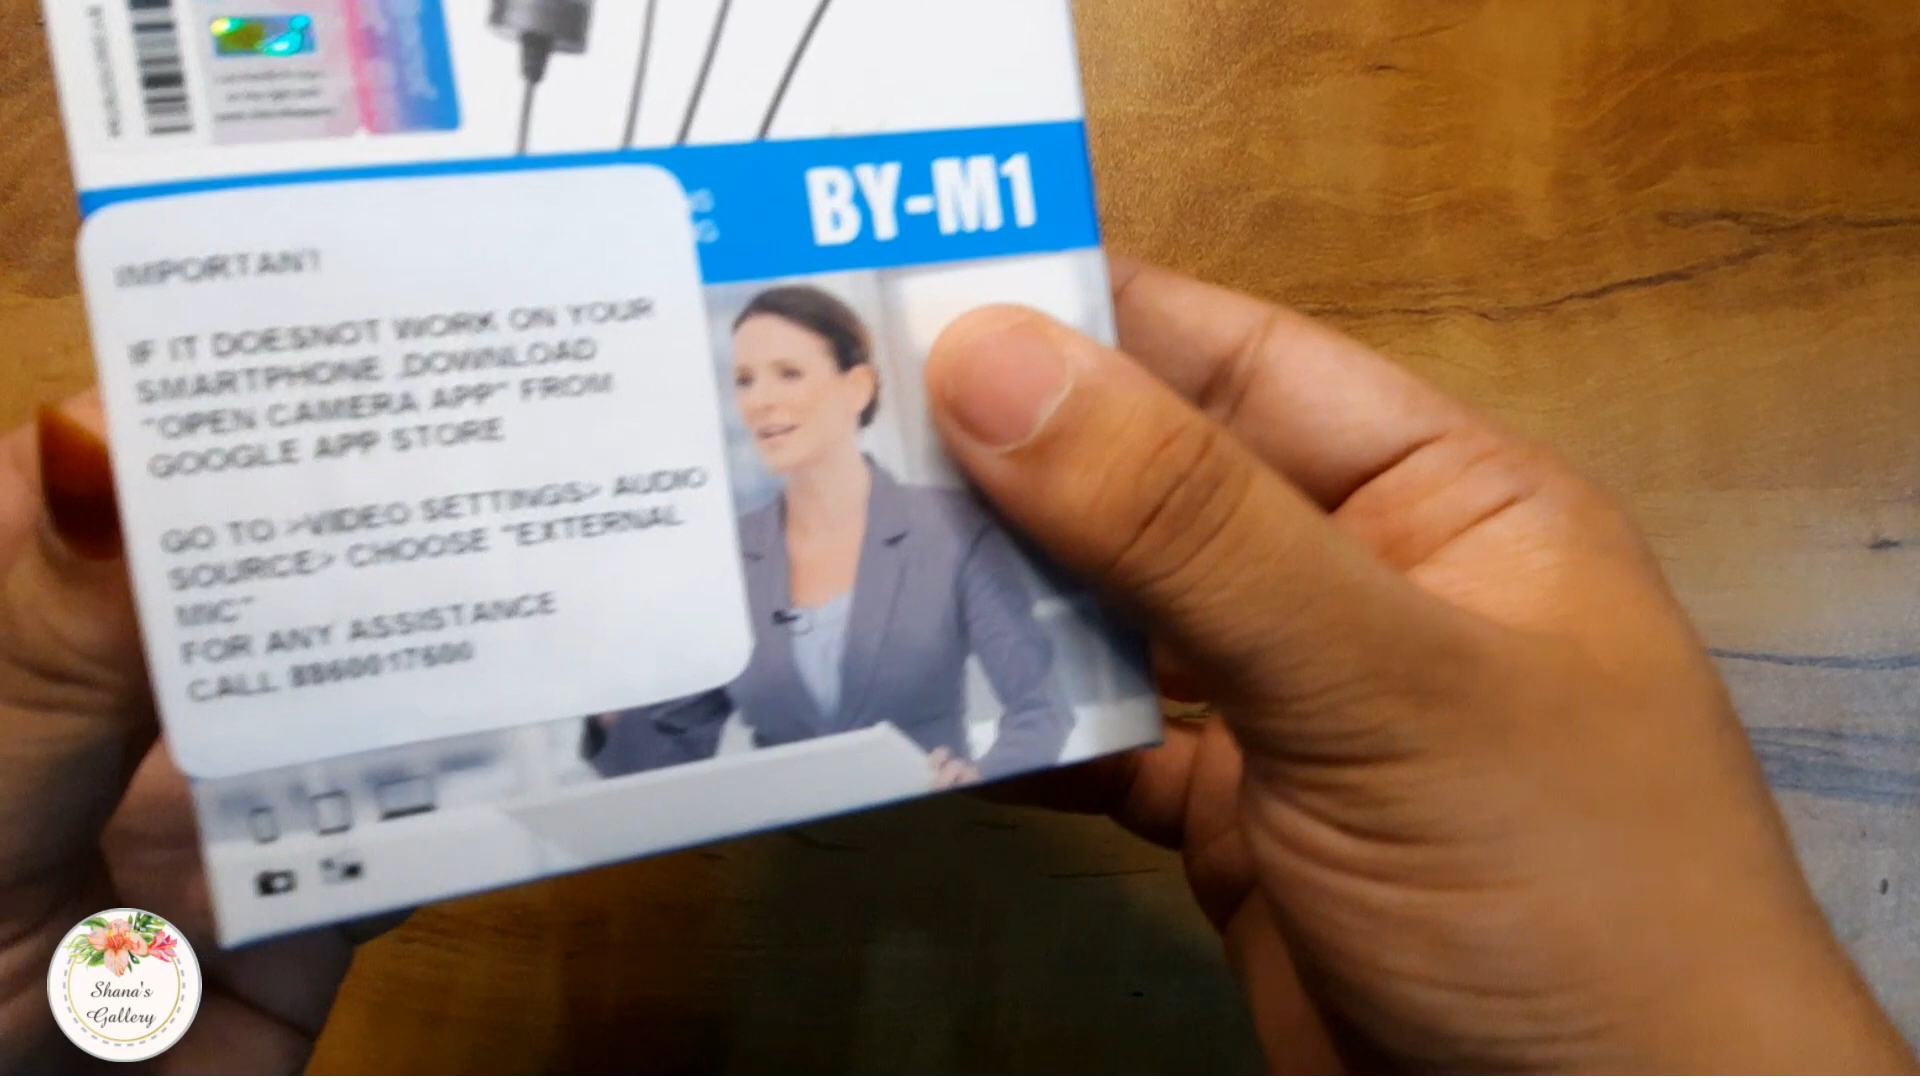 BY-M1
IMPORTANT
IF IT DOESNOT WORK ON YOUR
SMARTPHONE ,DOWNLOAD
"OPEN CAMERA APP" FROM
GOOGLE APP STORE
GO TO >VIDEO SETTINGS> AUDIO
SOURCE> CHOOSE "EXTERNAL
MIC"
FOR ANY ASSISTANCE
CALL 8860017600
Shana's
Gallery